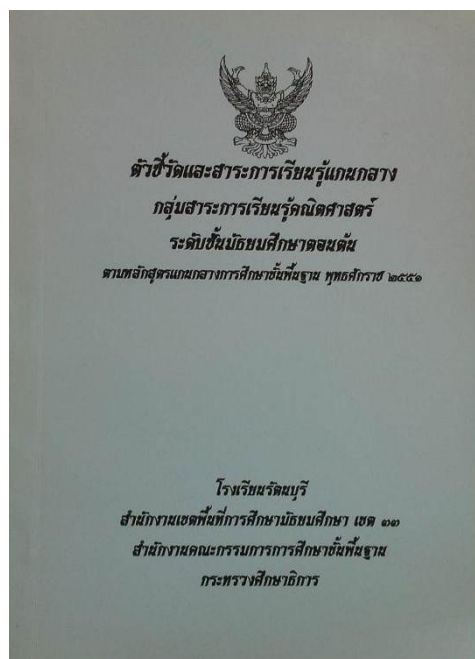 ตัวชี้วัดและสาระการเรียนรู้แกนกลาง
กลุ่มสาระการเรียนรู้คณิตศาสตร์
ระดับชั้นมัธยมศึกษาตอนต้น
ตามหลักสูตรแกนกลางการศึกษาขั้นพื้นฐาน พุทธศักราช ๒๕๕๑
โรงเรียนรัตนบุรี
สำนักงานเขตพื้นที่การศึกษามัธยมศึกษา เขต ๓๓
สำนักงานคณะกรรมการการศึกษาขั้นพื้นฐาน
กระทรวงศึกษาธิการ